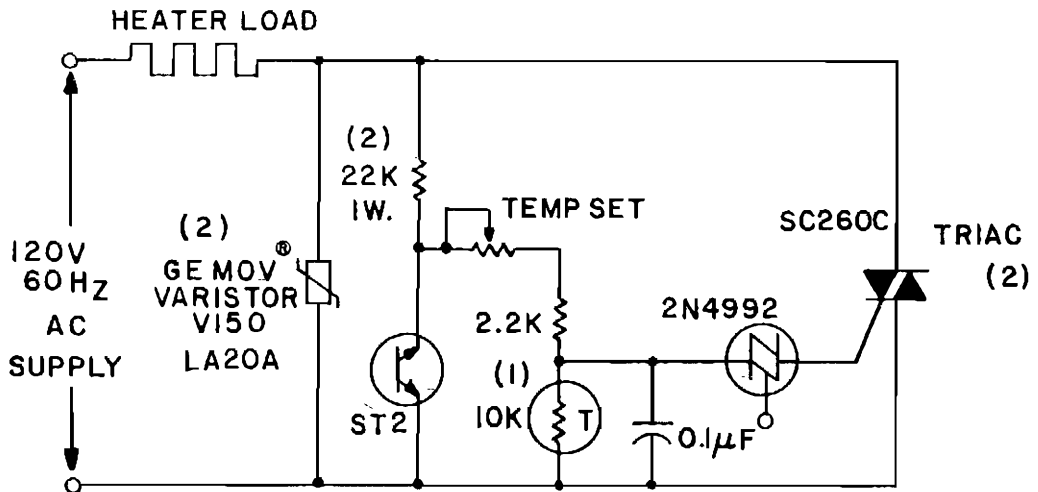 HEATER LOAD
120V
60HZ
AC
SUPPLY
(2)
GE MOV®
VARISTOR
V150
LA20A
(2)
22K
1W.
ST2
TEMP SET
2.2K
(1)
10K
T
0.1μF
2N4992
SC260C
TRIAC
(2)